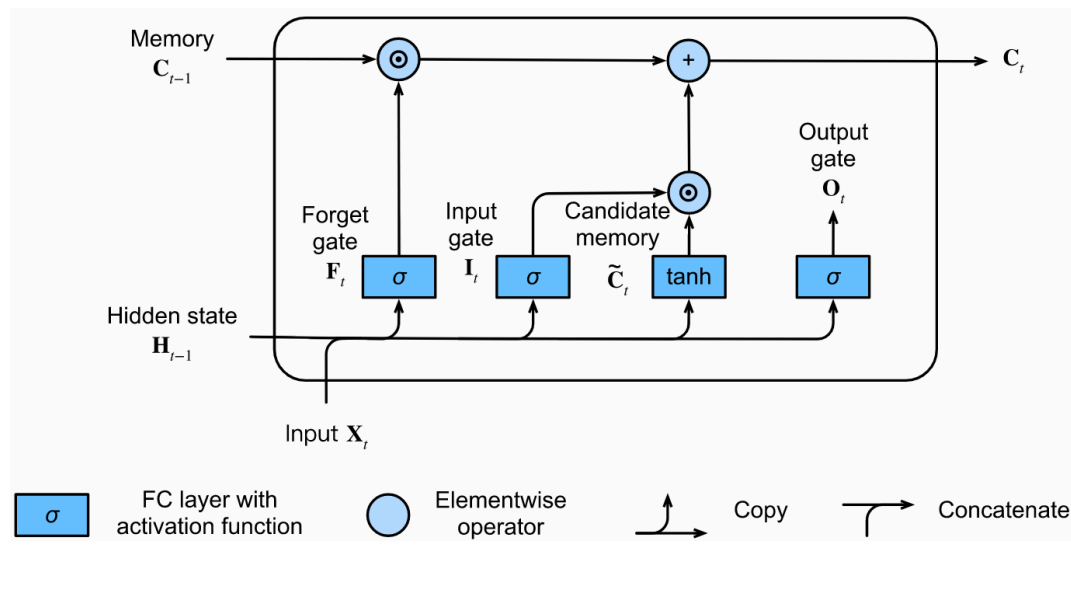 Memory
C_{t−1}
C_t
Output
gate
O_t
Forget
gate
F_t
Input
gate
I_t
Candidate
memory
C̃_t
σ
σ
tanh
σ
Hidden state
H_{t−1}
Input X_t
σ
FC layer with
activation function
Elementwise
operator
Copy
Concatenate